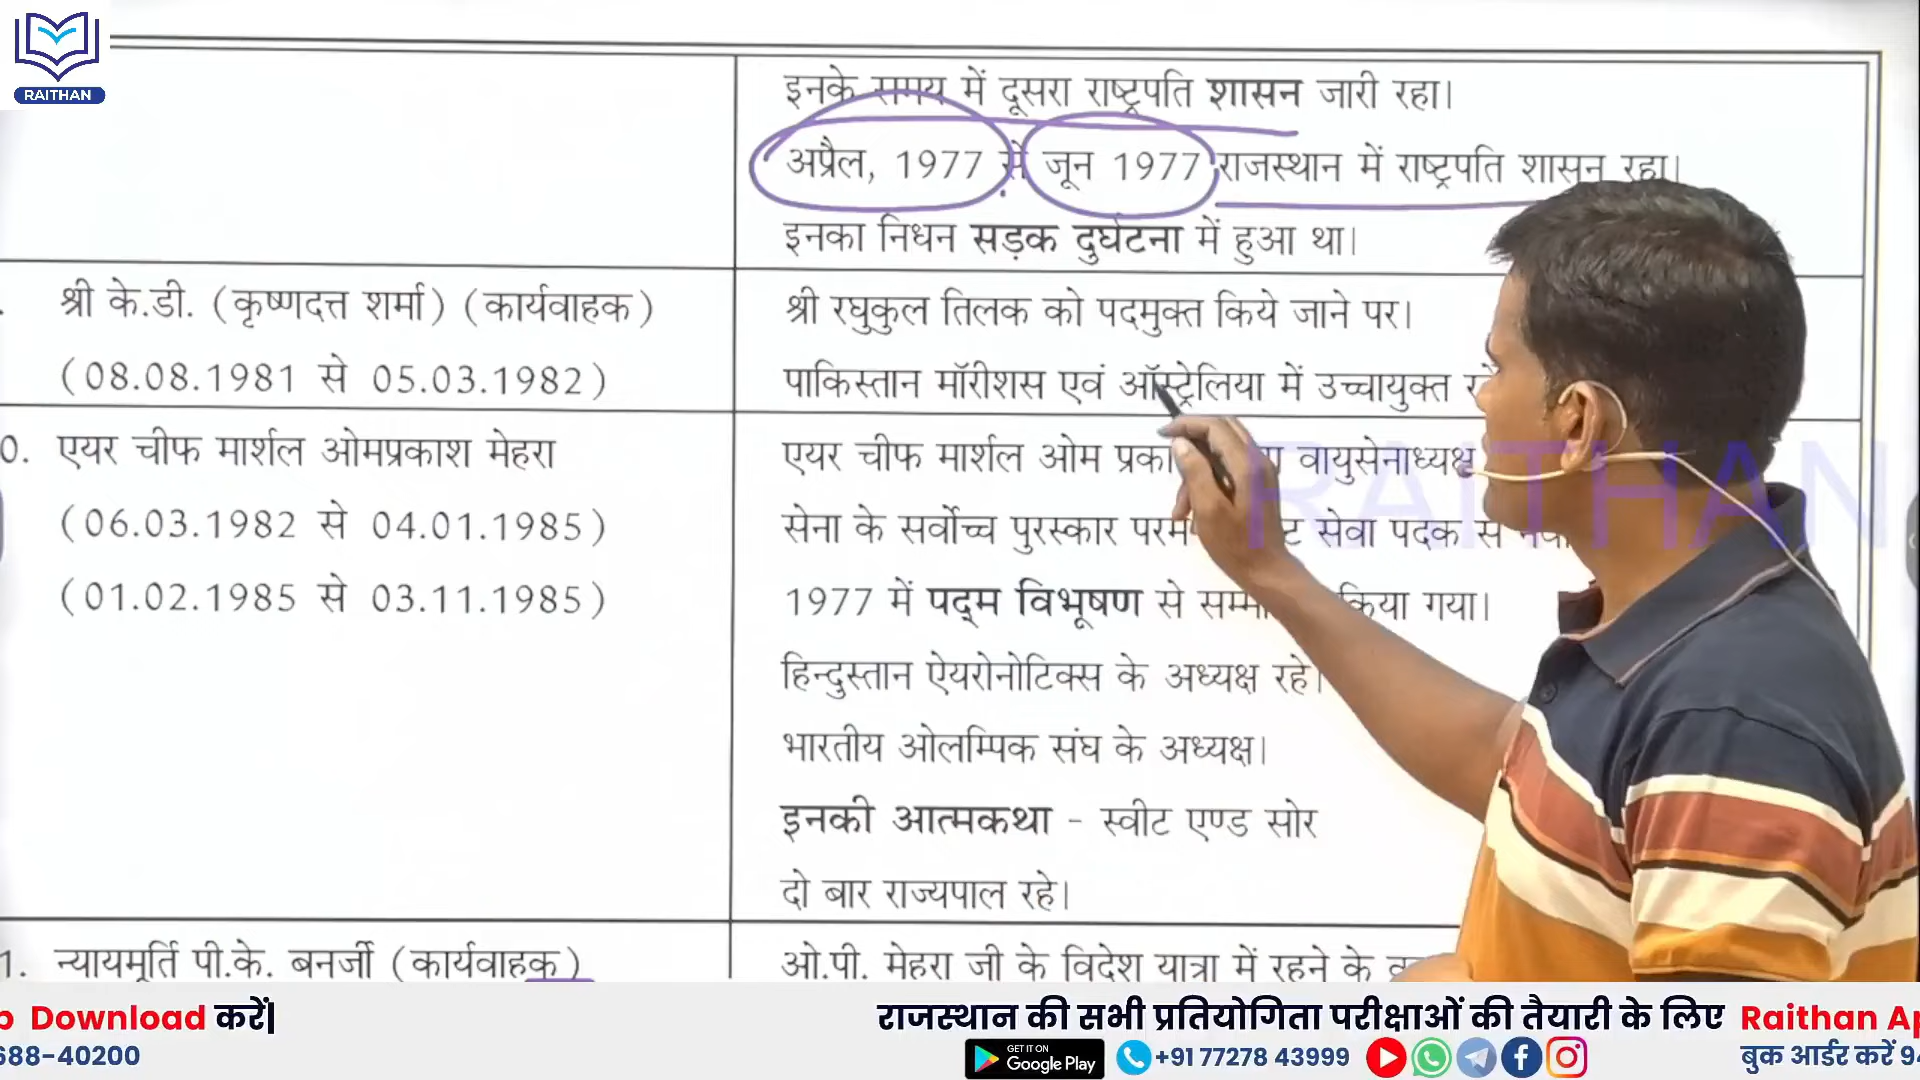 RAITHAN
इनके समय में दूसरा राष्ट्रपति शासन जारी रहा।
अप्रैल, 1977 से जून 1977 राजस्थान में राष्ट्रपति शासन रहा।
इनका निधन सड़क दुर्घटना में हुआ था।
श्री के.डी. (कृष्णदत्त शर्मा) (कार्यवाहक)
(08.08.1981 से 05.03.1982)
श्री रघुकुल तिलक को पदमुक्त किये जाने पर।
पाकिस्तान मॉरीशस एवं ऑस्ट्रेलिया में उच्चायुक्त
0. एयर चीफ मार्शल ओमप्रकाश मेहरा
(06.03.1982 से 04.01.1985)
(01.02.1985 से 03.11.1985)
एयर चीफ मार्शल ओम वायुसेनाध्यक्ष
सेना के सर्वोच्च पुरस्कार सेवा पदक से
1977 में पद्म विभूषण से किया गया।
हिन्दुस्तान ऐयरोनोटिक्स के अध्यक्ष रहे।
भारतीय ओलम्पिक संघ के अध्यक्ष।
इनकी आत्मकथा - स्वीट एण्ड सोर
दो बार राज्यपाल रहे।
1. न्यायमूर्ति पी.के. बनर्जी (कार्यवाहक)
ओ.पी. मेहरा जी के विदेश यात्रा में रहने के
RAITHAN
Download करें|
राजस्थान की सभी प्रतियोगिता परीक्षाओं की तैयारी के लिए Raithan
688-40200
GET IT ON
Google Play
+91 77278 43999
बुक आर्डर करें